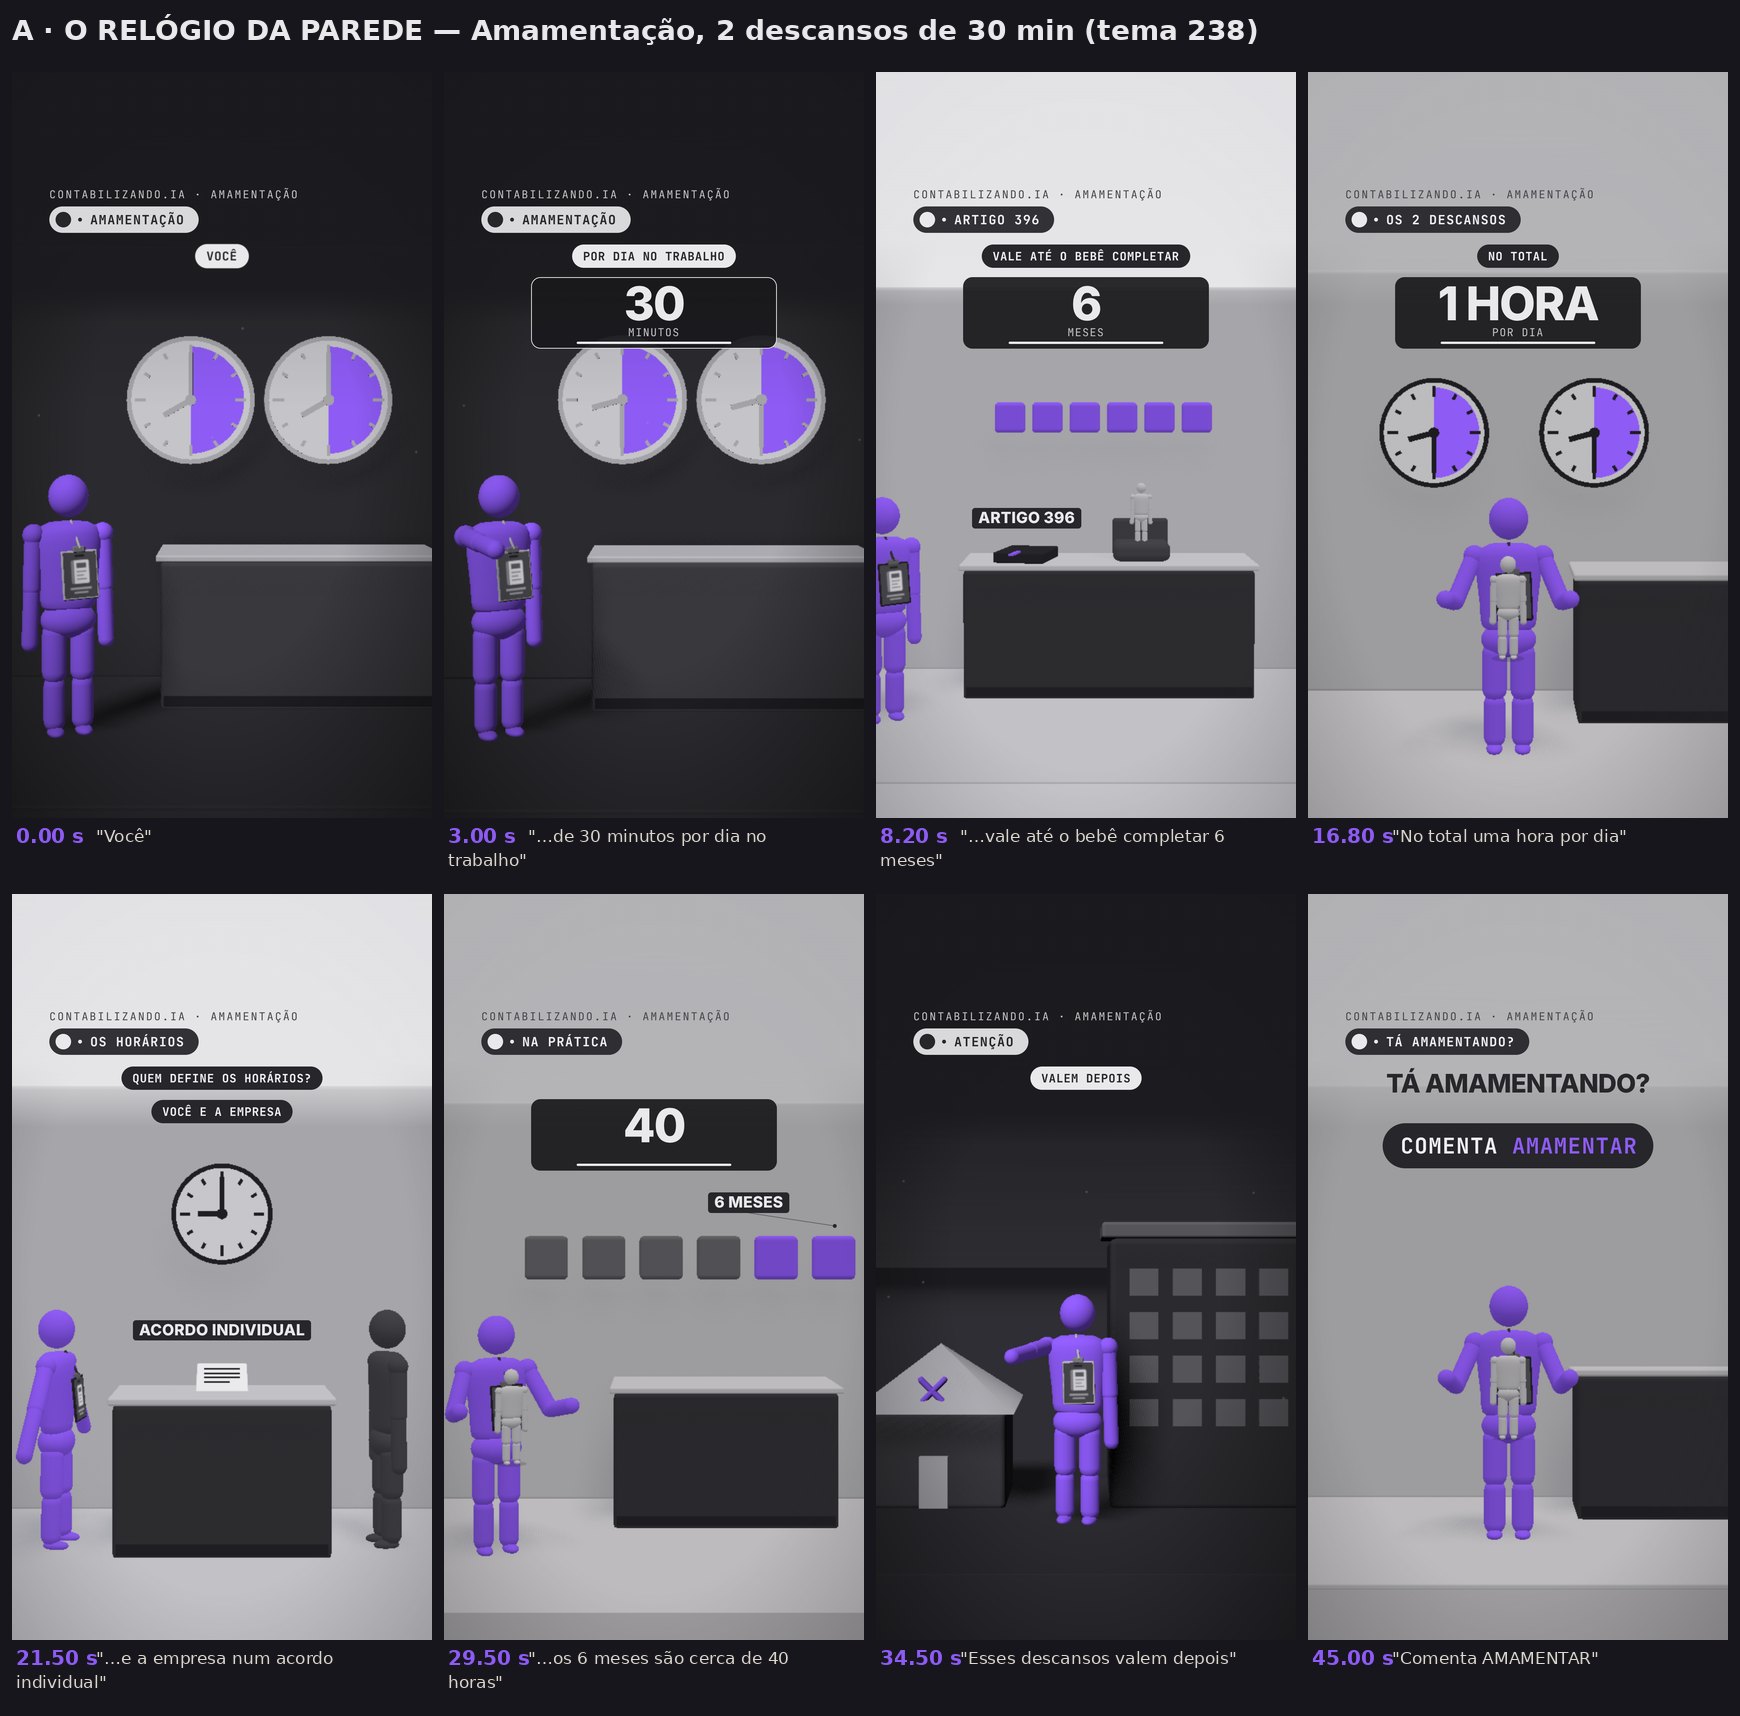 A · O RELÓGIO DA PAREDE — Amamentação, 2 descansos de 30 min (tema 238)
CONTABILIZANDO.IA · AMAMENTAÇÃO
• AMAMENTAÇÃO
VOCÊ
0.00 s "Você"
CONTABILIZANDO.IA · AMAMENTAÇÃO
• AMAMENTAÇÃO
POR DIA NO TRABALHO
30
MINUTOS
3.00 s "...de 30 minutos por dia no
trabalho"
CONTABILIZANDO.IA · AMAMENTAÇÃO
• ARTIGO 396
VALE ATÉ O BEBÊ COMPLETAR
6
MESES
ARTIGO 396
8.20 s "...vale até o bebê completar 6
meses"
CONTABILIZANDO.IA · AMAMENTAÇÃO
• OS 2 DESCANSOS
NO TOTAL
1 HORA
POR DIA
16.80 s "No total uma hora por dia"
CONTABILIZANDO.IA · AMAMENTAÇÃO
• OS HORÁRIOS
QUEM DEFINE OS HORÁRIOS?
VOCÊ E A EMPRESA
ACORDO INDIVIDUAL
21.50 s "...e a empresa num acordo
individual"
CONTABILIZANDO.IA · AMAMENTAÇÃO
• NA PRÁTICA
40
6 MESES
29.50 s "...os 6 meses são cerca de 40
horas"
CONTABILIZANDO.IA · AMAMENTAÇÃO
• ATENÇÃO
VALEM DEPOIS
34.50 s "Esses descansos valem depois"
CONTABILIZANDO.IA · AMAMENTAÇÃO
• TÁ AMAMENTANDO?
TÁ AMAMENTANDO?
COMENTA AMAMENTAR
45.00 s "Comenta AMAMENTAR"